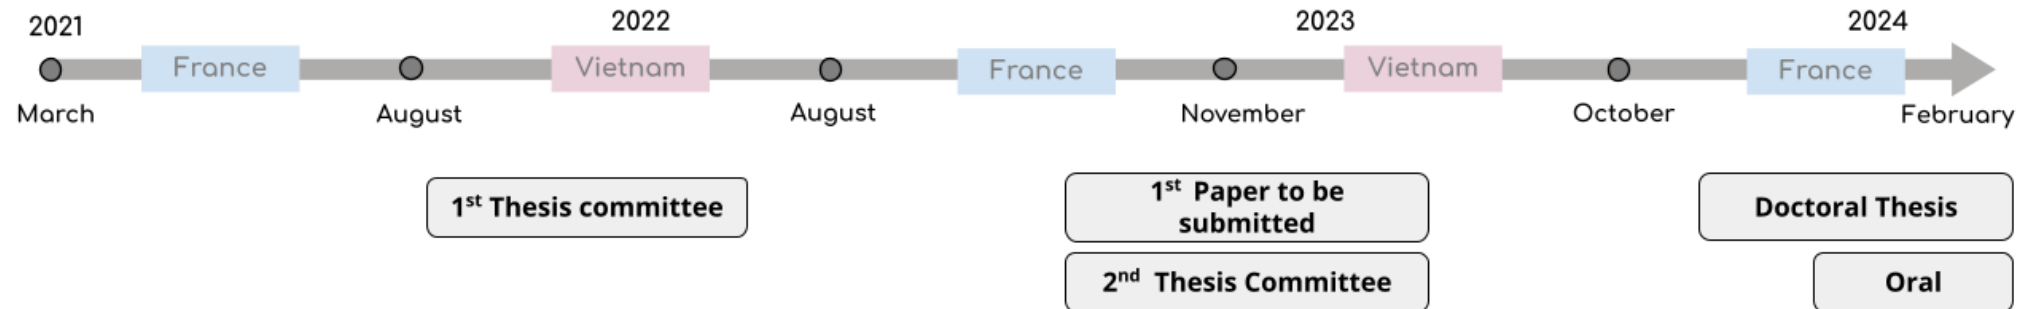 2021
2022
2023
2024
France
Vietnam
France
Vietnam
France
March
August
August
November
October
February
1st Thesis committee
1st Paper to be
submitted
Doctoral Thesis
2nd Thesis Committee
Oral